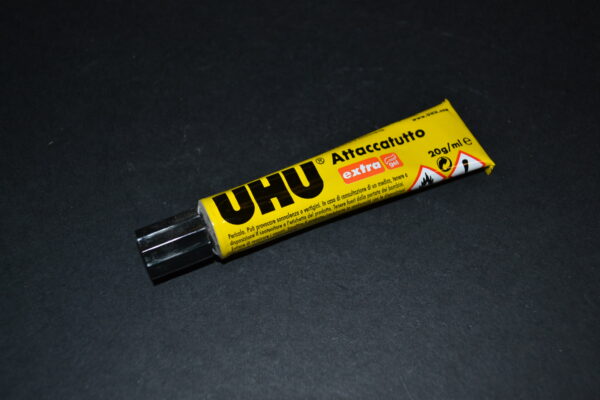 www.uhu.com
UHU® Attaccatutto
extra gel
20g/ml e
Pericolo. Può provocare sonnolenza o vertigini. In caso di consultazione di un medico, tenere a
disposizione il contenitore o l'etichetta del prodotto. Tenere fuori dalla portata dei bambini.